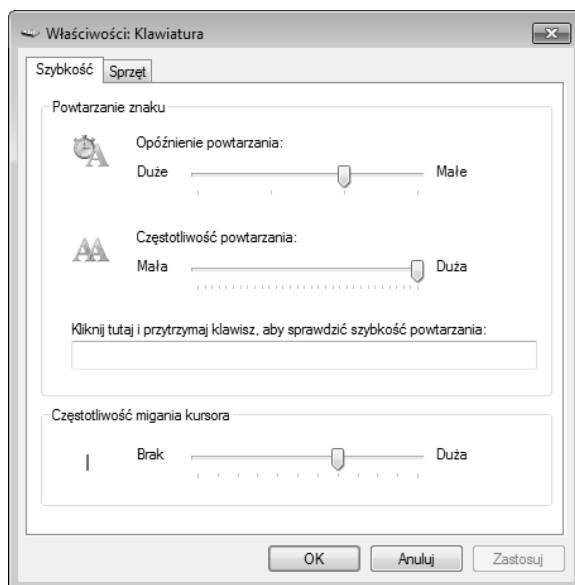 Właściwości: Klawiatura
Szybkość Sprzęt
Powtarzanie znaku
Opóźnienie powtarzania:
Duże Małe
Częstotliwość powtarzania:
Mała Duża
Kliknij tutaj i przytrzymaj klawisz, aby sprawdzić szybkość powtarzania:
Częstotliwość migania kursora
Brak Duża
OK Anuluj Zastosuj